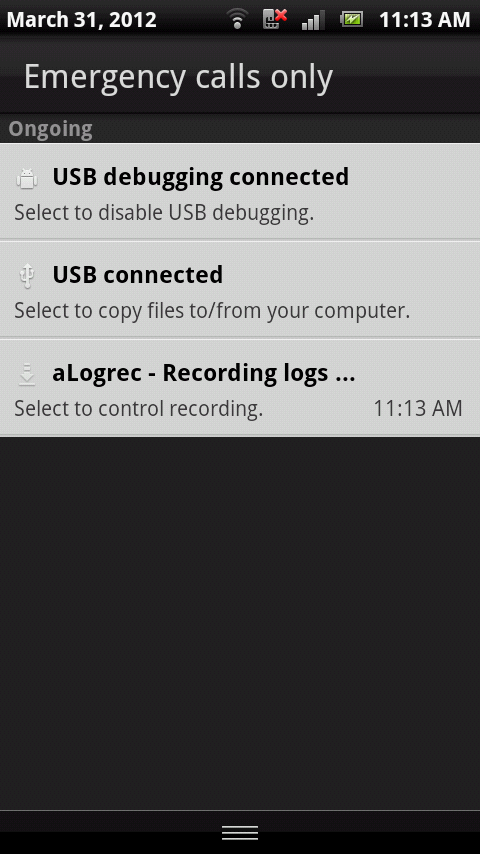 March 31, 2012 11:13 AM
Emergency calls only
Ongoing
USB debugging connected
Select to disable USB debugging.
USB connected
Select to copy files to/from your computer.
aLogrec - Recording logs ...
Select to control recording. 11:13 AM